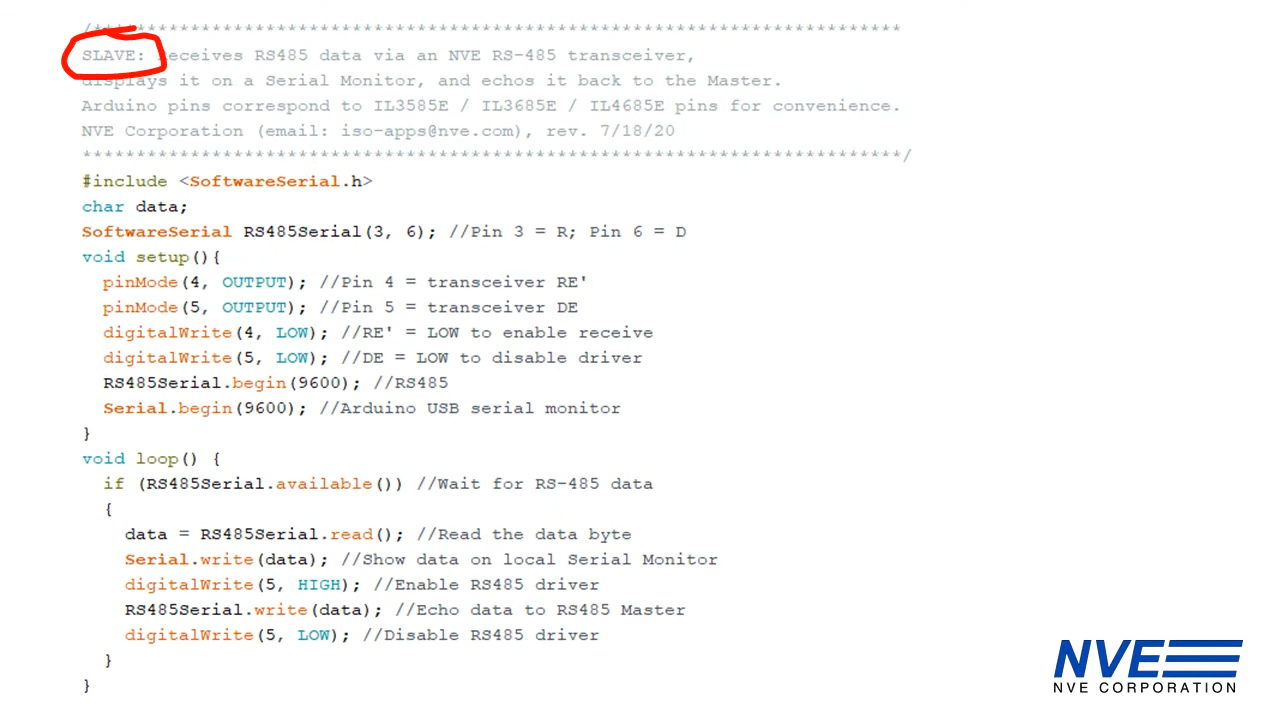 /****************************************************************************
SLAVE: Receives RS485 data via an NVE RS-485 transceiver,
displays it on a Serial Monitor, and echos it back to the Master.
Arduino pins correspond to IL3585E / IL3685E / IL4685E pins for convenience.
NVE Corporation (email: iso-apps@nve.com), rev. 7/18/20
****************************************************************************/
#include <SoftwareSerial.h>
char data;
SoftwareSerial RS485Serial(3, 6); //Pin 3 = R; Pin 6 = D
void setup(){
  pinMode(4, OUTPUT); //Pin 4 = transceiver RE'
  pinMode(5, OUTPUT); //Pin 5 = transceiver DE
  digitalWrite(4, LOW); //RE' = LOW to enable receive
  digitalWrite(5, LOW); //DE = LOW to disable driver
  RS485Serial.begin(9600); //RS485
  Serial.begin(9600); //Arduino USB serial monitor
}
void loop() {
  if (RS485Serial.available()) //Wait for RS-485 data
  {
    data = RS485Serial.read(); //Read the data byte
    Serial.write(data); //Show data on local Serial Monitor
    digitalWrite(5, HIGH); //Enable RS485 driver
    RS485Serial.write(data); //Echo data to RS485 Master
    digitalWrite(5, LOW); //Disable RS485 driver
  }
}
NVE
NVE CORPORATION